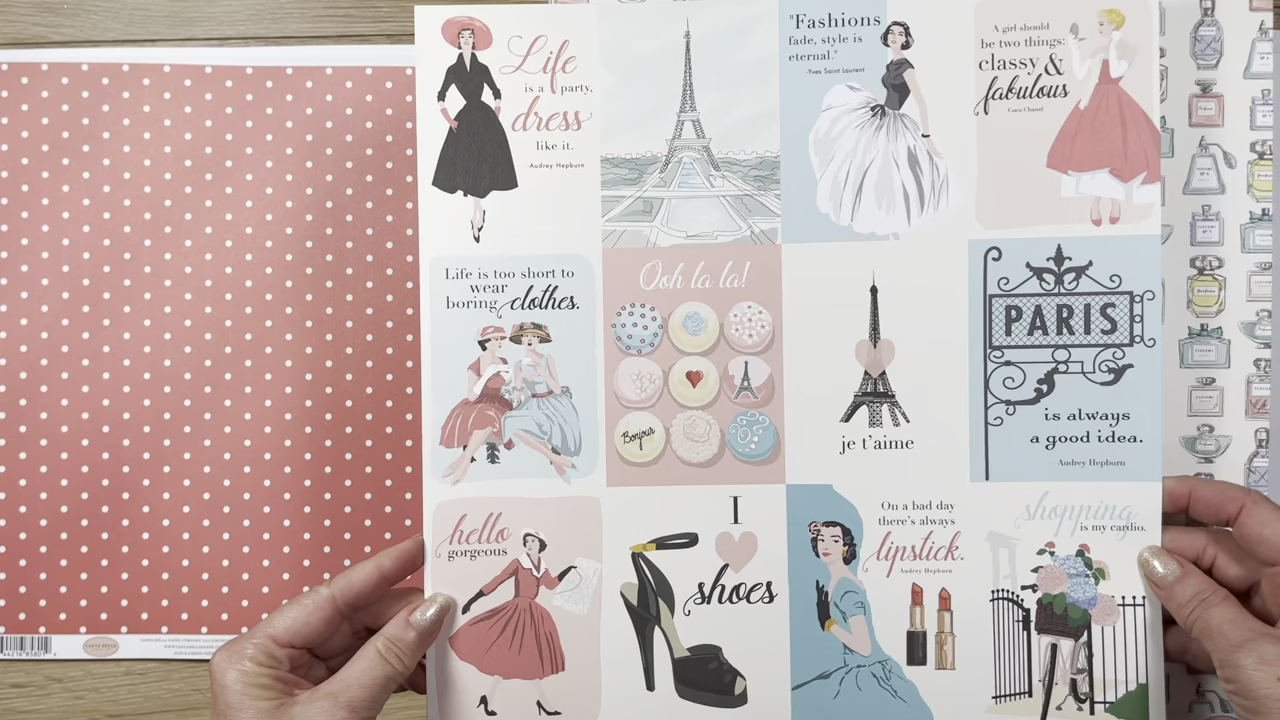 Life
is a party,
dress
like it.
-Audrey Hepburn
"Fashions
fade, style is
eternal."
-Yves Saint Laurent
A girl should
be two things:
classy &
fabulous
Coco Chanel
Life is too short to
wear
boring clothes.
Ooh la la!
Bonjour
je t'aime
PARIS
is always
a good idea.
-Audrey Hepburn
hello
gorgeous
I
shoes
On a bad day
there's always
lipstick.
Audrey Hepburn
shopping
is my cardio.